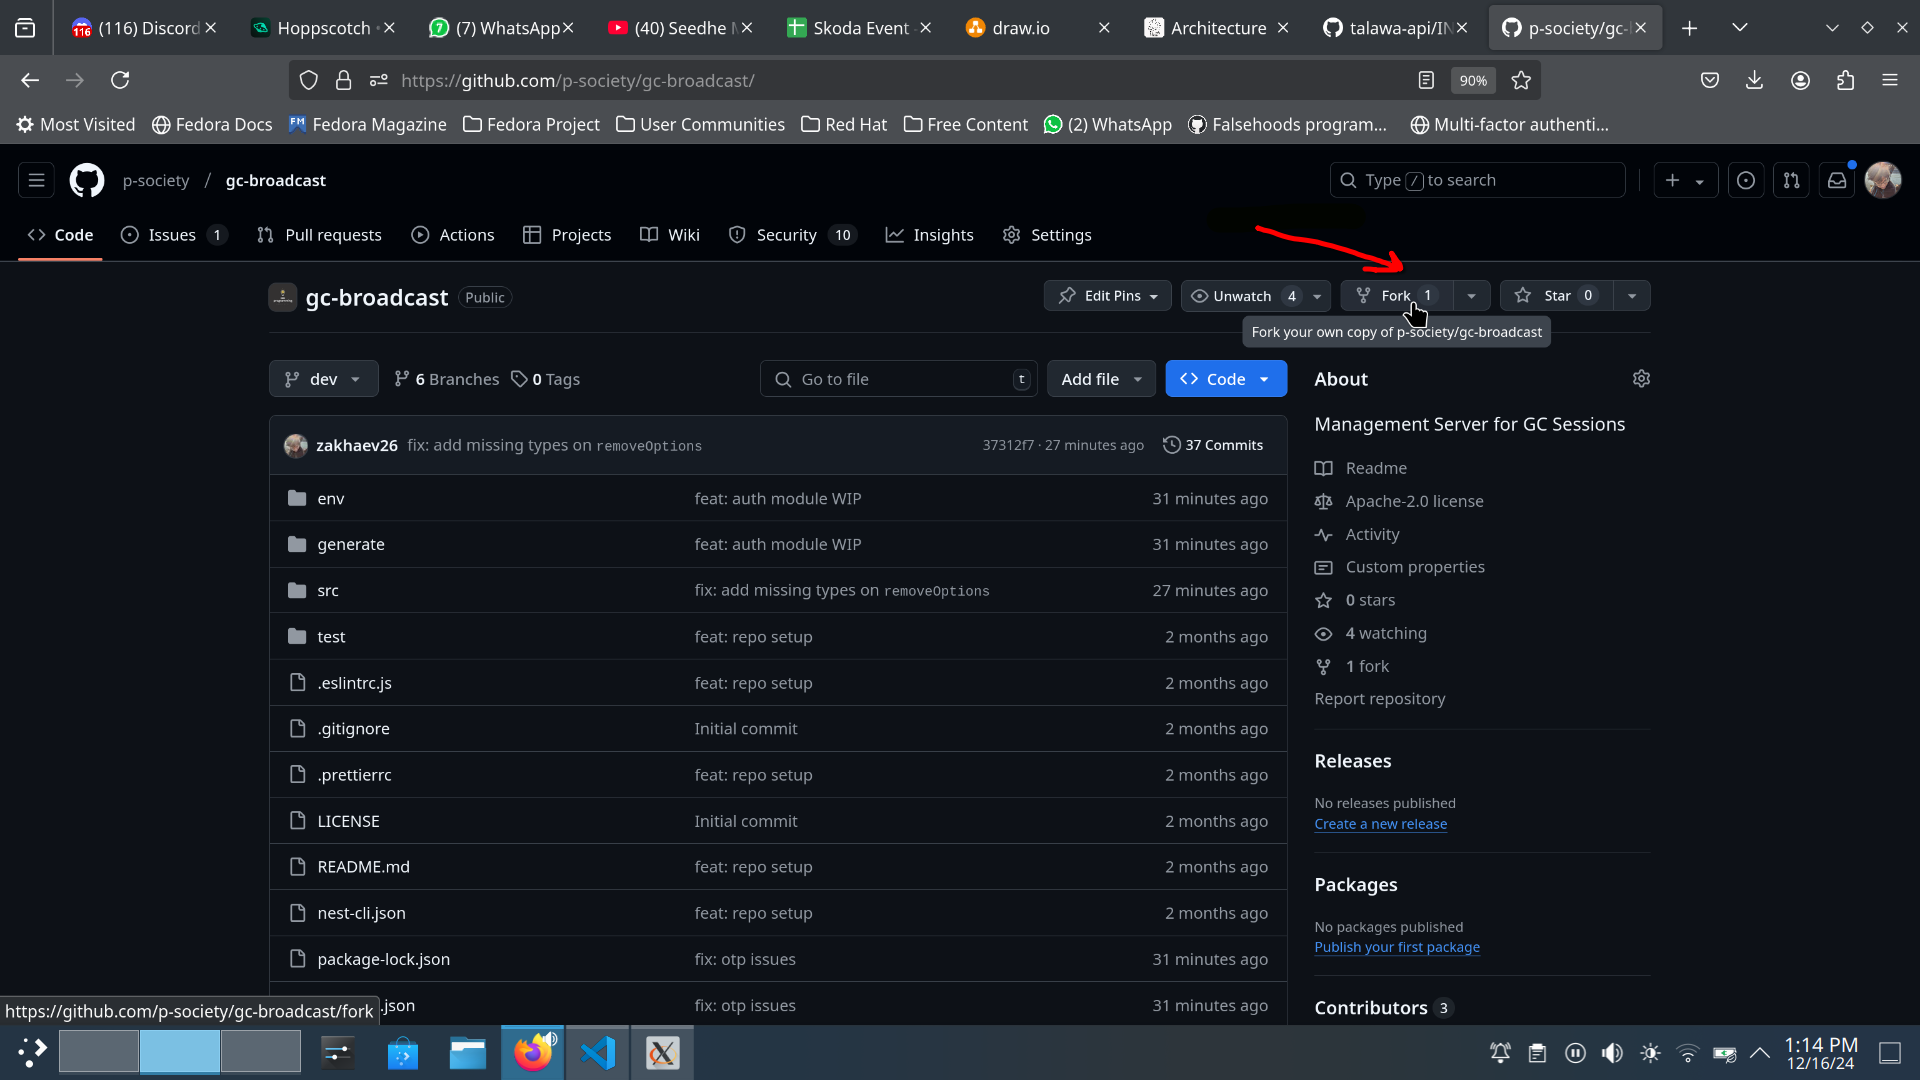 (116) Discord
Hoppscotch
(7) WhatsApp
(40) Seedhe
Skoda Event
draw.io
Architecture
talawa-api/IN
p-society/gc-
https://github.com/p-society/gc-broadcast/
90%
Most Visited
Fedora Docs
Fedora Magazine
Fedora Project
User Communities
Red Hat
Free Content
(2) WhatsApp
Falsehoods program...
Multi-factor authenti...
p-society / gc-broadcast
Type / to search
Code
Issues 1
Pull requests
Actions
Projects
Wiki
Security 10
Insights
Settings
gc-broadcast Public
Edit Pins
Unwatch 4
Fork 1
Star 0
Fork your own copy of p-society/gc-broadcast
dev
6 Branches
0 Tags
Go to file t
Add file
Code
zakhaev26 fix: add missing types on removeOptions 37312f7 · 27 minutes ago 37 Commits
env feat: auth module WIP 31 minutes ago
generate feat: auth module WIP 31 minutes ago
src fix: add missing types on removeOptions 27 minutes ago
test feat: repo setup 2 months ago
.eslintrc.js feat: repo setup 2 months ago
.gitignore Initial commit 2 months ago
.prettierrc feat: repo setup 2 months ago
LICENSE Initial commit 2 months ago
README.md feat: repo setup 2 months ago
nest-cli.json feat: repo setup 2 months ago
package-lock.json fix: otp issues 31 minutes ago
.json fix: otp issues 31 minutes ago
About
Management Server for GC Sessions
Readme
Apache-2.0 license
Activity
Custom properties
0 stars
4 watching
1 fork
Report repository
Releases
No releases published
Create a new release
Packages
No packages published
Publish your first package
Contributors 3
https://github.com/p-society/gc-broadcast/fork
1:14 PM
12/16/24